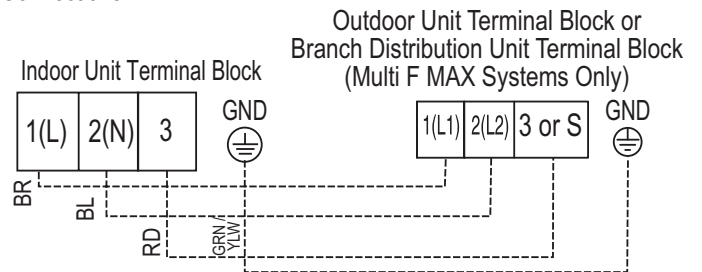 Outdoor Unit Terminal Block or
Branch Distribution Unit Terminal Block
(Multi F MAX Systems Only)
Indoor Unit Terminal Block
1(L) 2(N) 3
GND
1(L1) 2(L2) 3 or S
GND
BR
BL
RD
GRN /
YLW